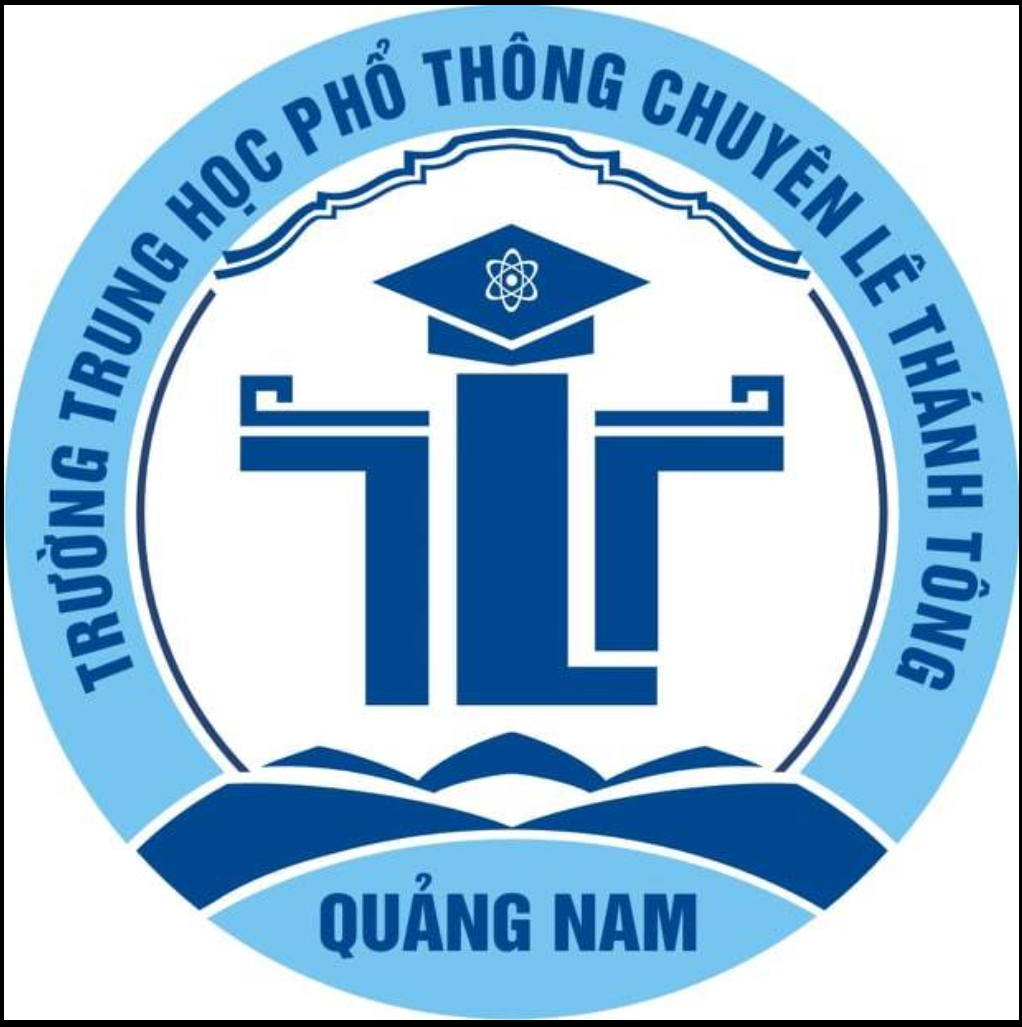 TRƯỜNG TRUNG HỌC PHỔ THÔNG CHUYÊN LÊ THÁNH TÔNG
QUẢNG NAM